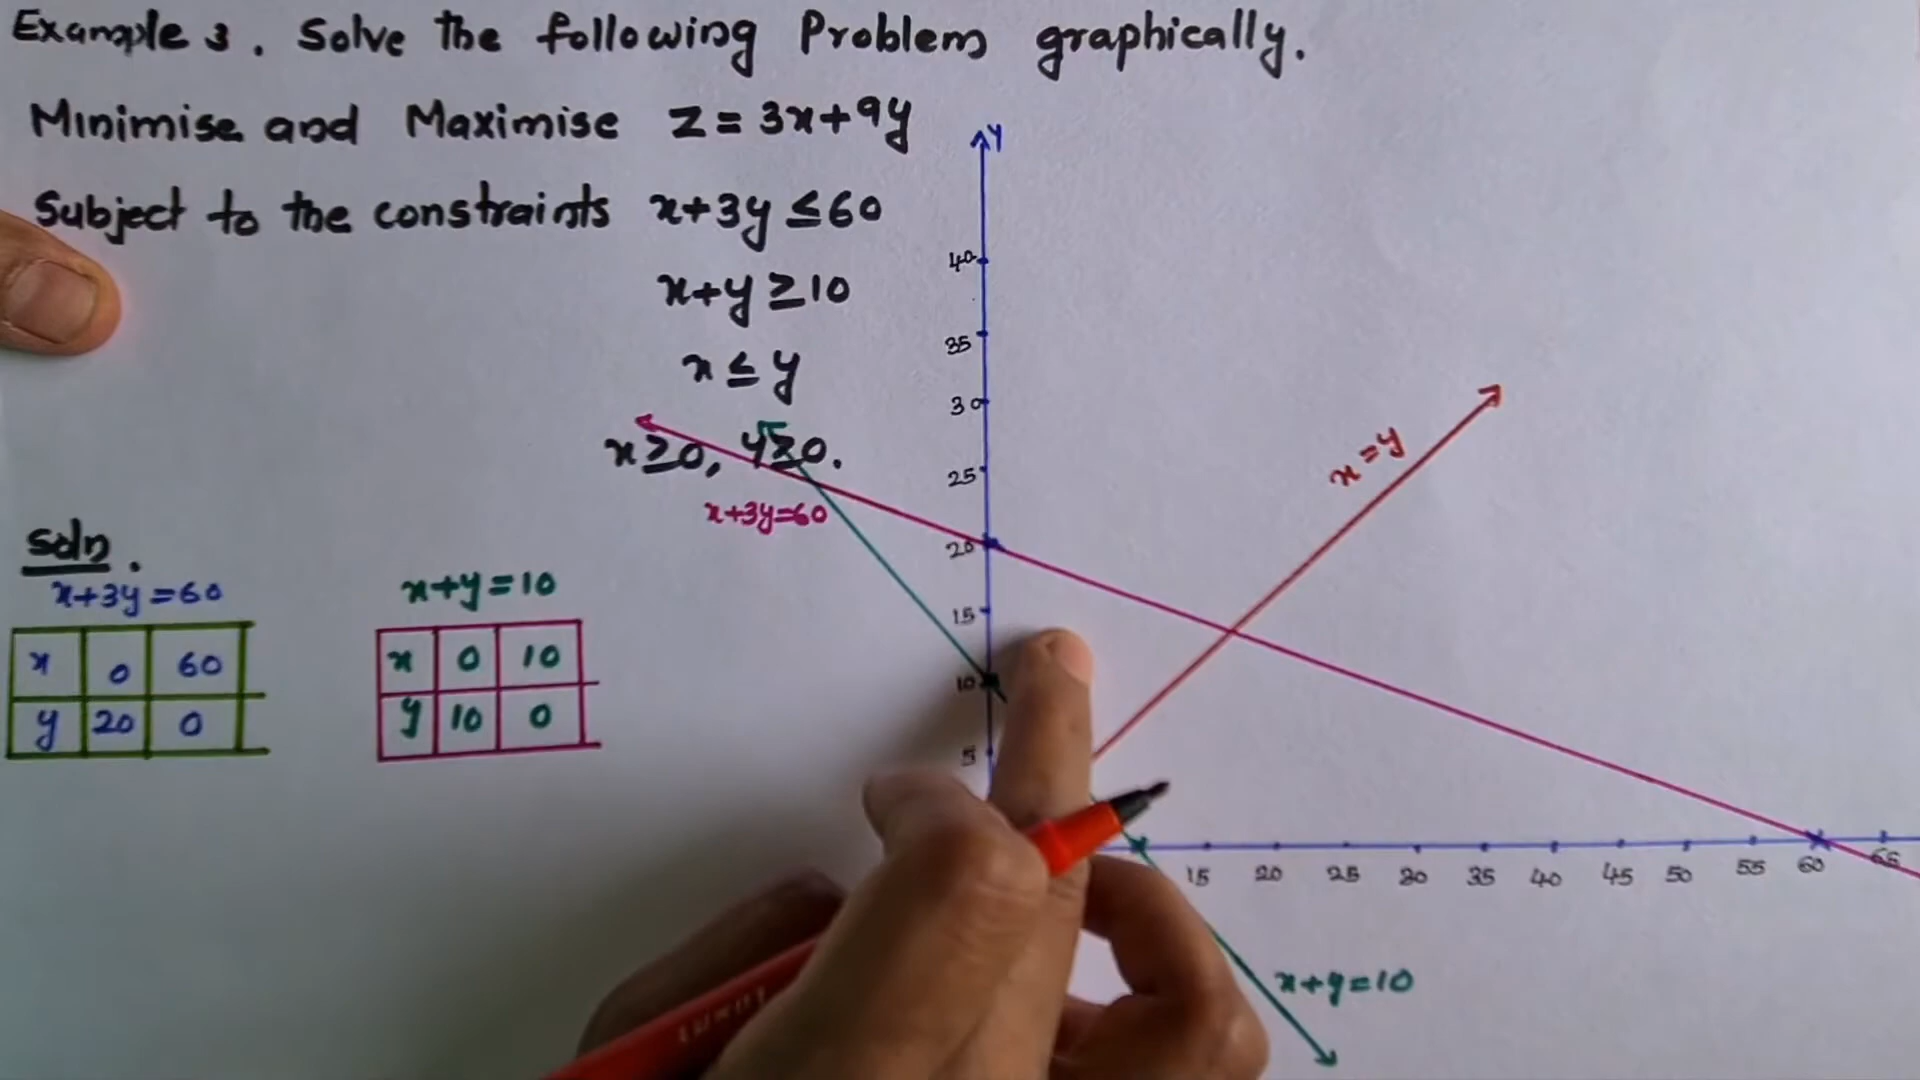 Example 3. Solve the following Problem graphically.
Minimise and Maximise z = 3x+9y
Subject to the constraints x+3y ≤ 60
x+y ≥ 10
x ≤ y
x ≥ 0, y ≥ 0.
Soln.
x+3y = 60
x 0 60
y 20 0
x+y = 10
x 0 10
y 10 0
Y
40
35
30
25
20
15
10
5
x+3y=60
x=y
15 20 25 30 35 40 45 50 55 60 65
x+y=10